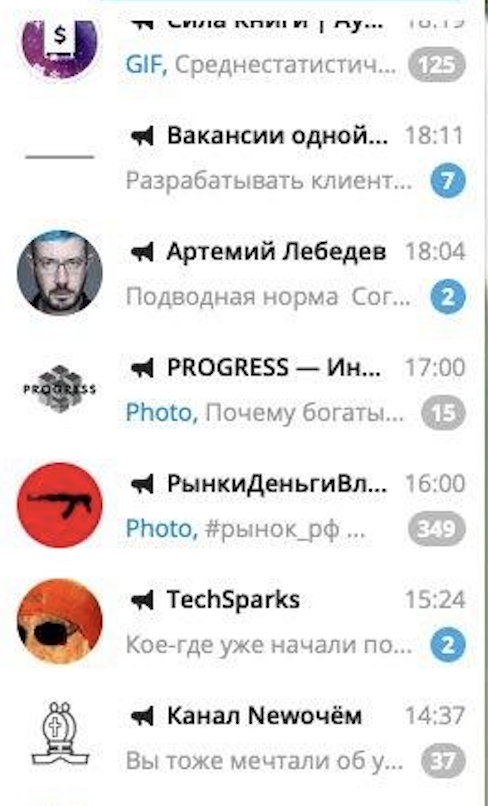 $
Сила Книги | Ау... 18:19
GIF, Среднестатистич... 125
Вакансии одной... 18:11
Разрабатывать клиент... 7
Артемий Лебедев 18:04
Подводная норма Сог... 2
PROGRESS — Ин... 17:00
PROGRESS
Photo, Почему богаты... 15
РынкиДеньгиВл... 16:00
Photo, #рынок_рф ... 349
TechSparks 15:24
Кое-где уже начали по... 2
Канал Newочём 14:37
Вы тоже мечтали об у... 37